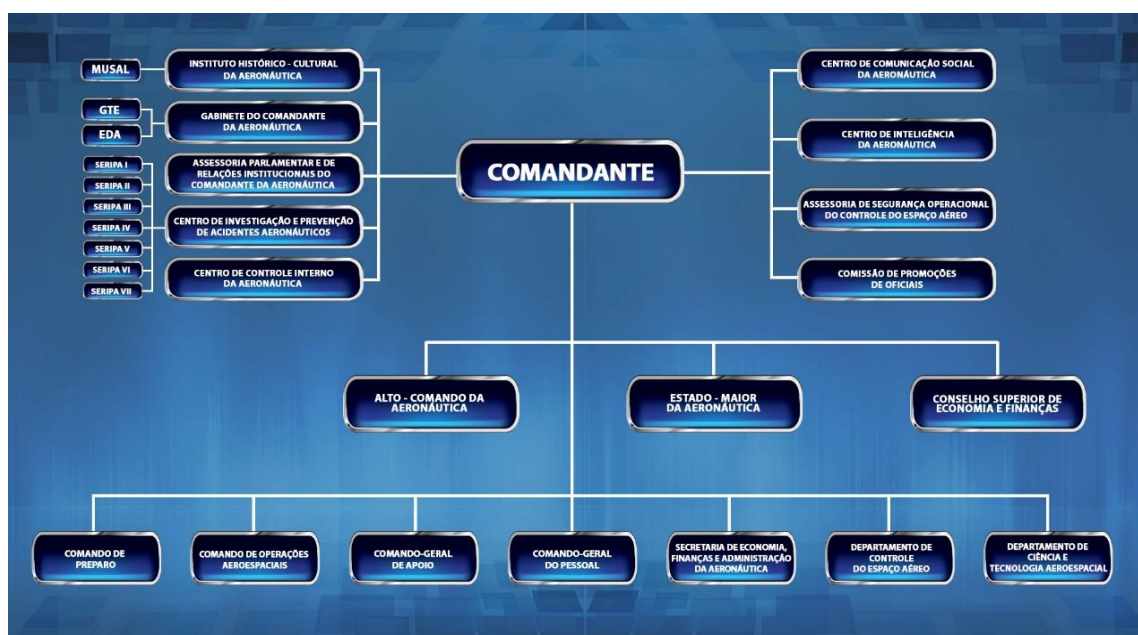 MUSAL
INSTITUTO HISTÓRICO - CULTURAL
DA AERONÁUTICA
GTE
EDA
GABINETE DO COMANDANTE
DA AERONÁUTICA
SERIPA I
SERIPA II
SERIPA III
SERIPA IV
SERIPA V
SERIPA VI
SERIPA VII
ASSESSORIA PARLAMENTAR E DE
RELAÇÕES INSTITUCIONAIS DO
COMANDANTE DA AERONÁUTICA
CENTRO DE INVESTIGAÇÃO E PREVENÇÃO
DE ACIDENTES AERONÁUTICOS
CENTRO DE CONTROLE INTERNO
DA AERONÁUTICA
COMANDANTE
CENTRO DE COMUNICAÇÃO SOCIAL
DA AERONÁUTICA
CENTRO DE INTELIGÊNCIA
DA AERONÁUTICA
ASSESSORIA DE SEGURANÇA OPERACIONAL
DO CONTROLE DO ESPAÇO AÉREO
COMISSÃO DE PROMOÇÕES
DE OFICIAIS
ALTO - COMANDO DA
AERONÁUTICA
ESTADO - MAIOR
DA AERONÁUTICA
CONSELHO SUPERIOR DE
ECONOMIA E FINANÇAS
COMANDO DE
PREPARO
COMANDO DE OPERAÇÕES
AEROESPACIAIS
COMANDO-GERAL
DE APOIO
COMANDO-GERAL
DO PESSOAL
SECRETARIA DE ECONOMIA,
FINANÇAS E ADMINISTRAÇÃO
DA AERONÁUTICA
DEPARTAMENTO DE
CONTROLE
DO ESPAÇO AÉREO
DEPARTAMENTO DE
CIÊNCIA E
TECNOLOGIA AEROESPACIAL